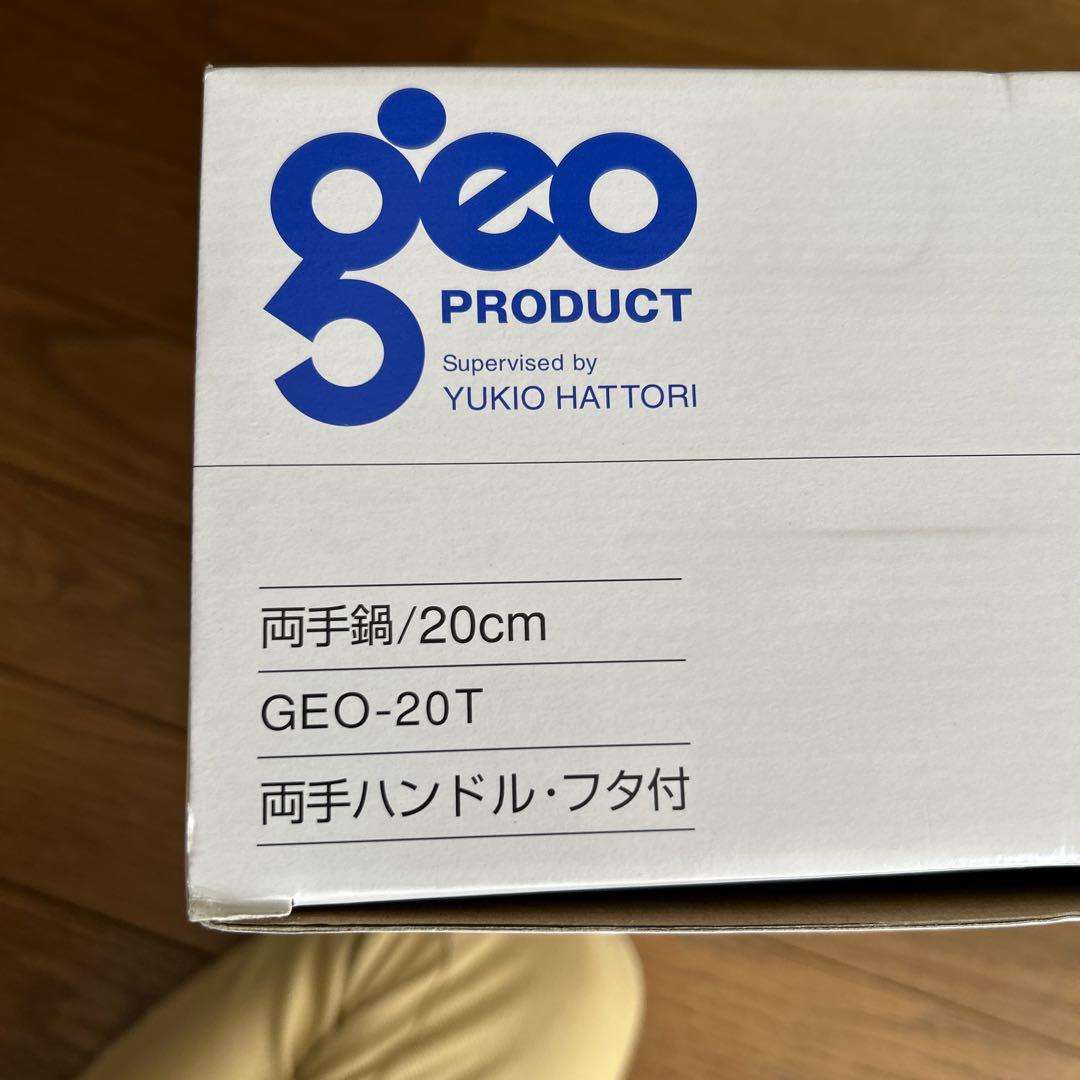 geo
PRODUCT
Supervised by
YUKIO HATTORI
両手鍋/20cm
GEO-20T
両手ハンドル・フタ付